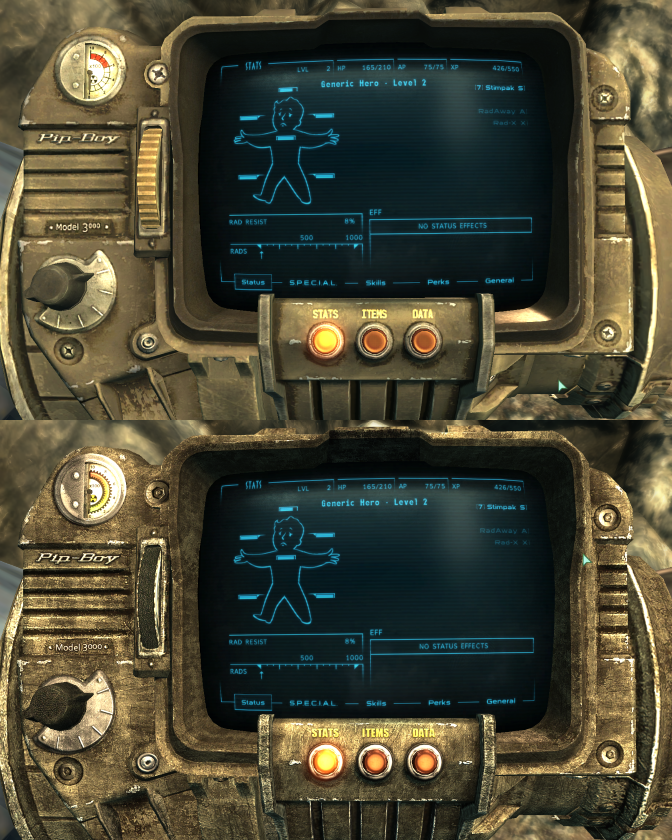 STATS
LVL 2 HP 165/210 AP 75/75 XP 426/550
Generic Hero - Level 2
(7) Stimpak S)
RadAway A)
Rad-X X)
Pip-Boy
Model 3000
EFF
RAD RESIST 8%
NO STATUS EFFECTS
500 1000
RADS
Status S.P.E.C.I.A.L. Skills Perks General
STATS ITEMS DATA
STATS
LVL 2 HP 165/210 AP 75/75 XP 426/550
Generic Hero - Level 2
(7) Stimpak S)
RadAway A)
Rad-X X)
Pip-Boy
Model 3000
EFF
RAD RESIST 8%
NO STATUS EFFECTS
500 1000
RADS
Status S.P.E.C.I.A.L. Skills Perks General
STATS ITEMS DATA